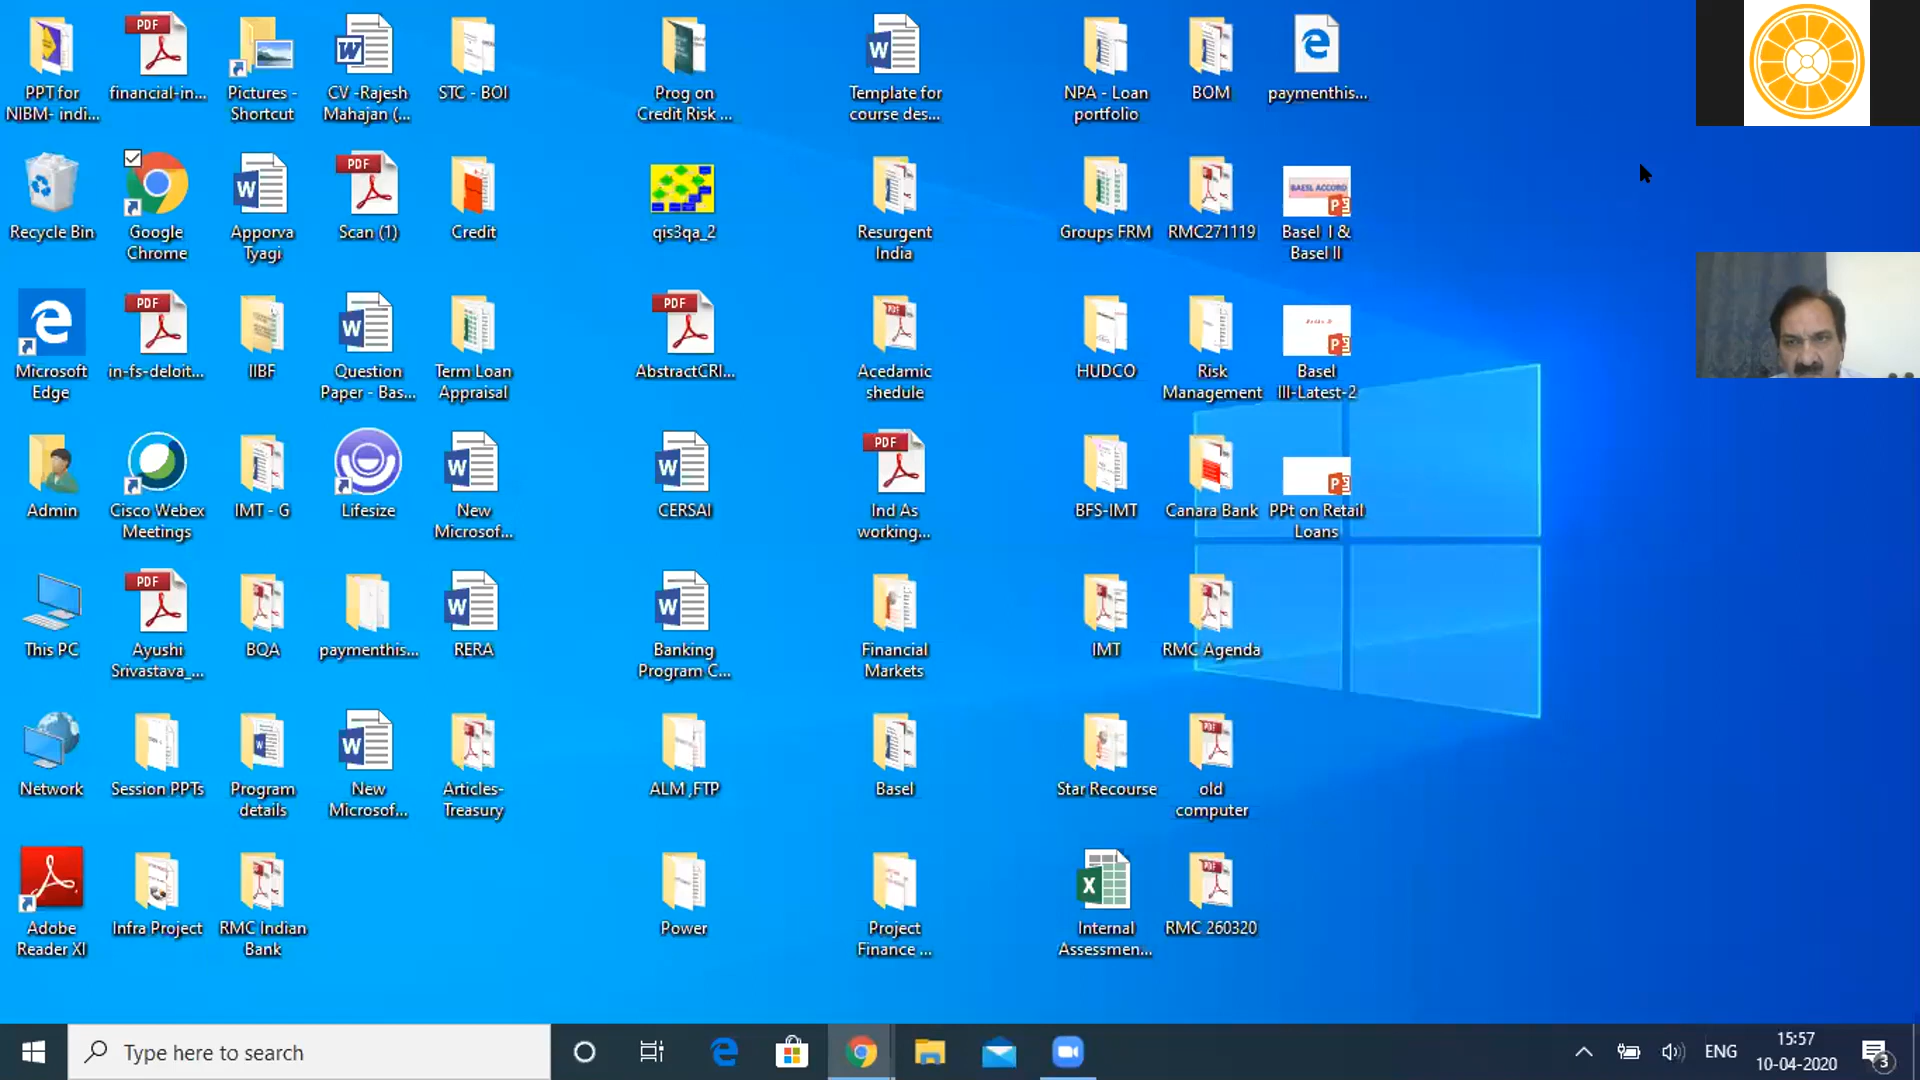 PPT for
NIBM- indi...
financial-in...
Pictures -
Shortcut
CV -Rajesh
Mahajan (...
STC - BOI
Prog on
Credit Risk ...
Template for
course des...
NPA - Loan
portfolio
BOM
paymenthis...
Recycle Bin
Google
Chrome
Apporva
Tyagi
Scan (1)
Credit
qis3qa_2
Resurgent
India
Groups FRM
RMC271119
BAESL ACCORD
Basel I &
Basel II
Microsoft
Edge
in-fs-deloit...
IIBF
Question
Paper - Bas...
Term Loan
Appraisal
AbstractCRI...
Acedamic
shedule
HUDCO
Risk
Management
Basel
III-Latest-2
Admin
Cisco Webex
Meetings
IMT - G
Lifesize
New
Microsof...
CERSAI
Ind As
working...
BFS-IMT
Canara Bank
PPt on Retail
Loans
This PC
Ayushi
Srivastava_...
BQA
paymenthis...
RERA
Banking
Program C...
Financial
Markets
IMT
RMC Agenda
Network
Session PPTs
Program
details
New
Microsof...
Articles-
Treasury
ALM ,FTP
Basel
Star Recourse
old
computer
Adobe
Reader XI
Infra Project
RMC Indian
Bank
Power
Project
Finance ...
Internal
Assessmen...
RMC 260320
Type here to search
ENG
15:57
10-04-2020
3